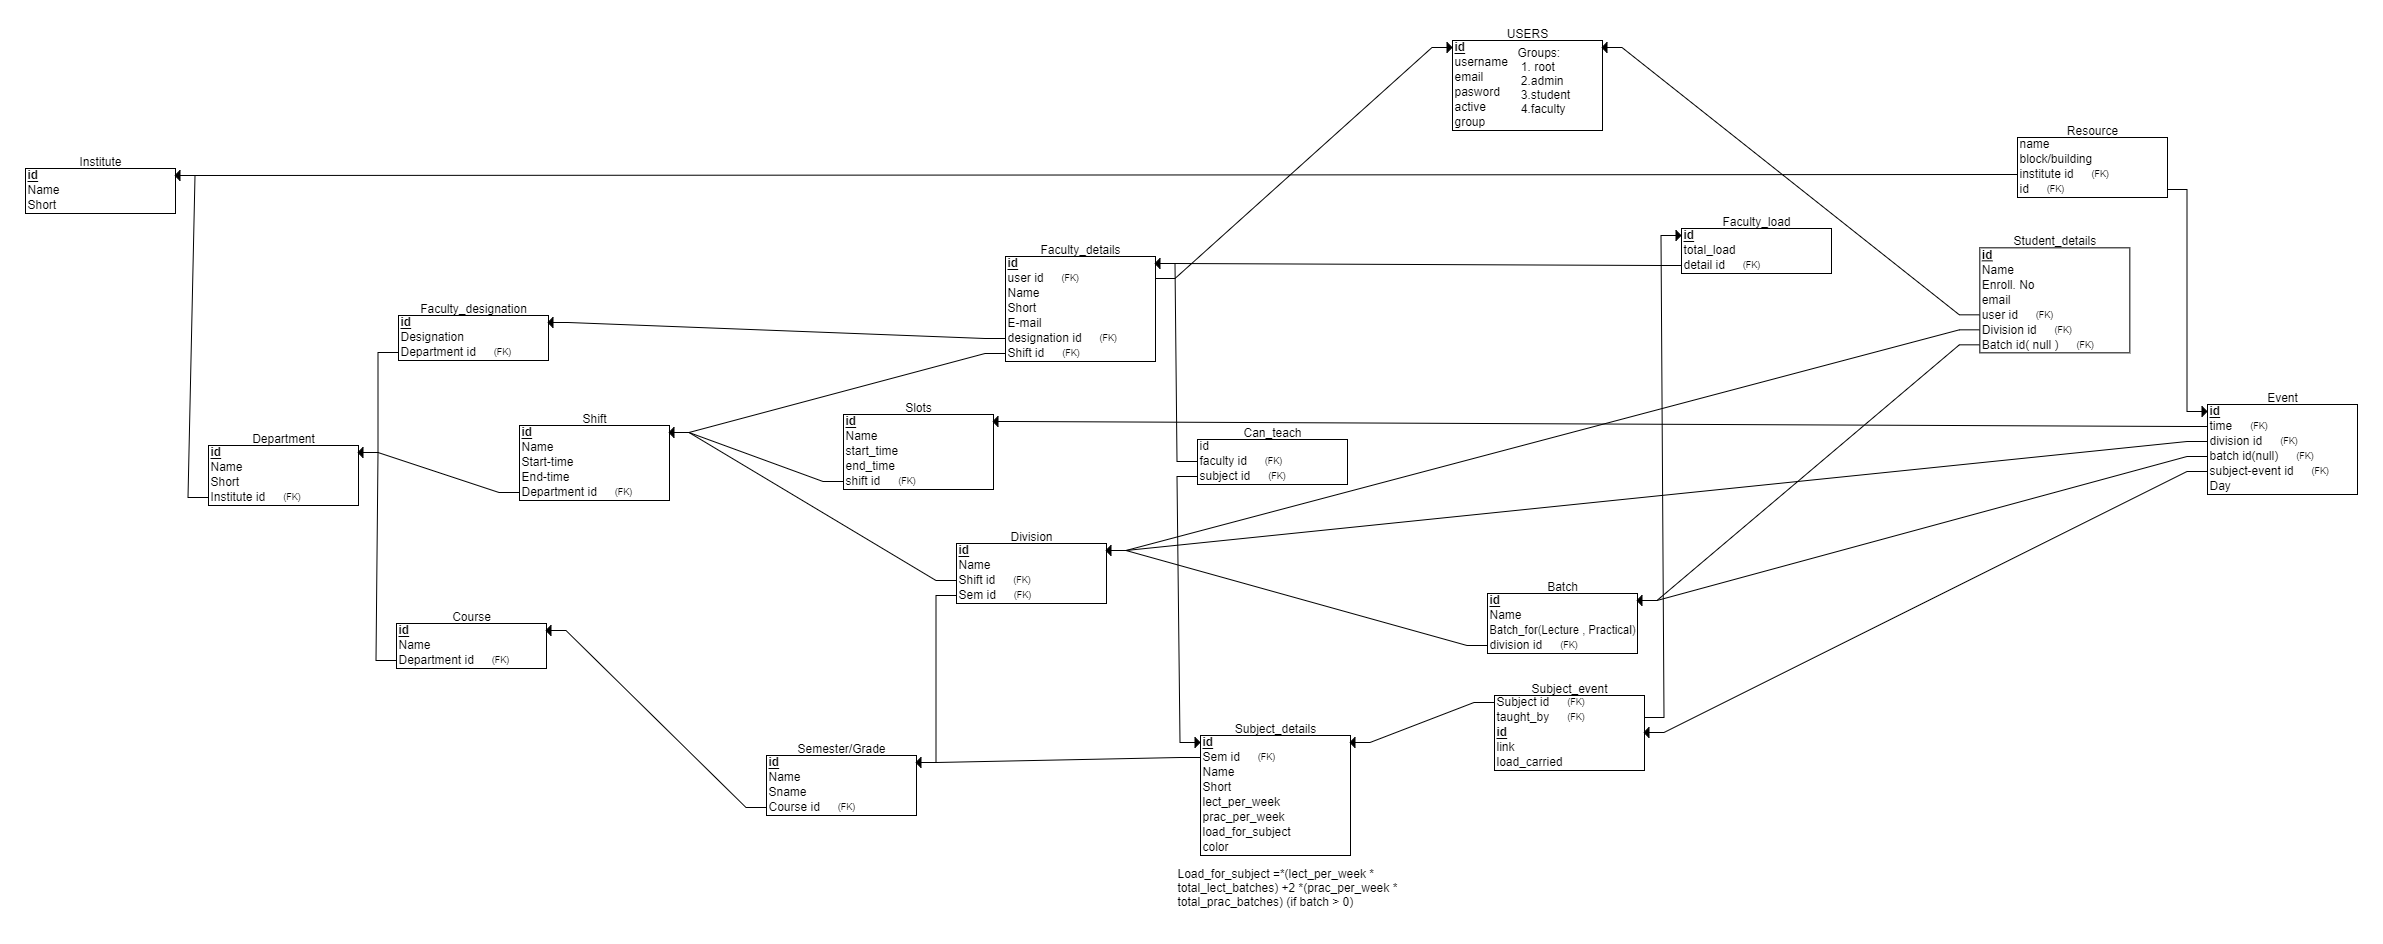 USERS
id
username
email
pasword
active
group
Groups:
1. root
2.admin
3.student
4.faculty
Resource
name
block/building
institute id (FK)
id (FK)
Institute
id
Name
Short
Faculty_load
id
total_load
detail id (FK)
Student_details
id
Name
Enroll. No
email
user id (FK)
Division id (FK)
Batch id( null ) (FK)
Faculty_details
id
user id (FK)
Name
Short
E-mail
designation id (FK)
Shift id (FK)
Faculty_designation
id
Designation
Department id (FK)
Event
id
time (FK)
division id (FK)
batch id(null) (FK)
subject-event id (FK)
Day
Slots
id
Name
start_time
end_time
shift id (FK)
Shift
id
Name
Start-time
End-time
Department id (FK)
Can_teach
id
faculty id (FK)
subject id (FK)
Department
id
Name
Short
Institute id (FK)
Division
id
Name
Shift id (FK)
Sem id (FK)
Batch
id
Name
Batch_for(Lecture , Practical)
division id (FK)
Course
id
Name
Department id (FK)
Subject_event
Subject id (FK)
taught_by (FK)
id
link
load_carried
Subject_details
id
Sem id (FK)
Name
Short
lect_per_week
prac_per_week
load_for_subject
color
Semester/Grade
id
Name
Sname
Course id (FK)
Load_for_subject =*(lect_per_week *
total_lect_batches) +2 *(prac_per_week *
total_prac_batches) (if batch > 0)